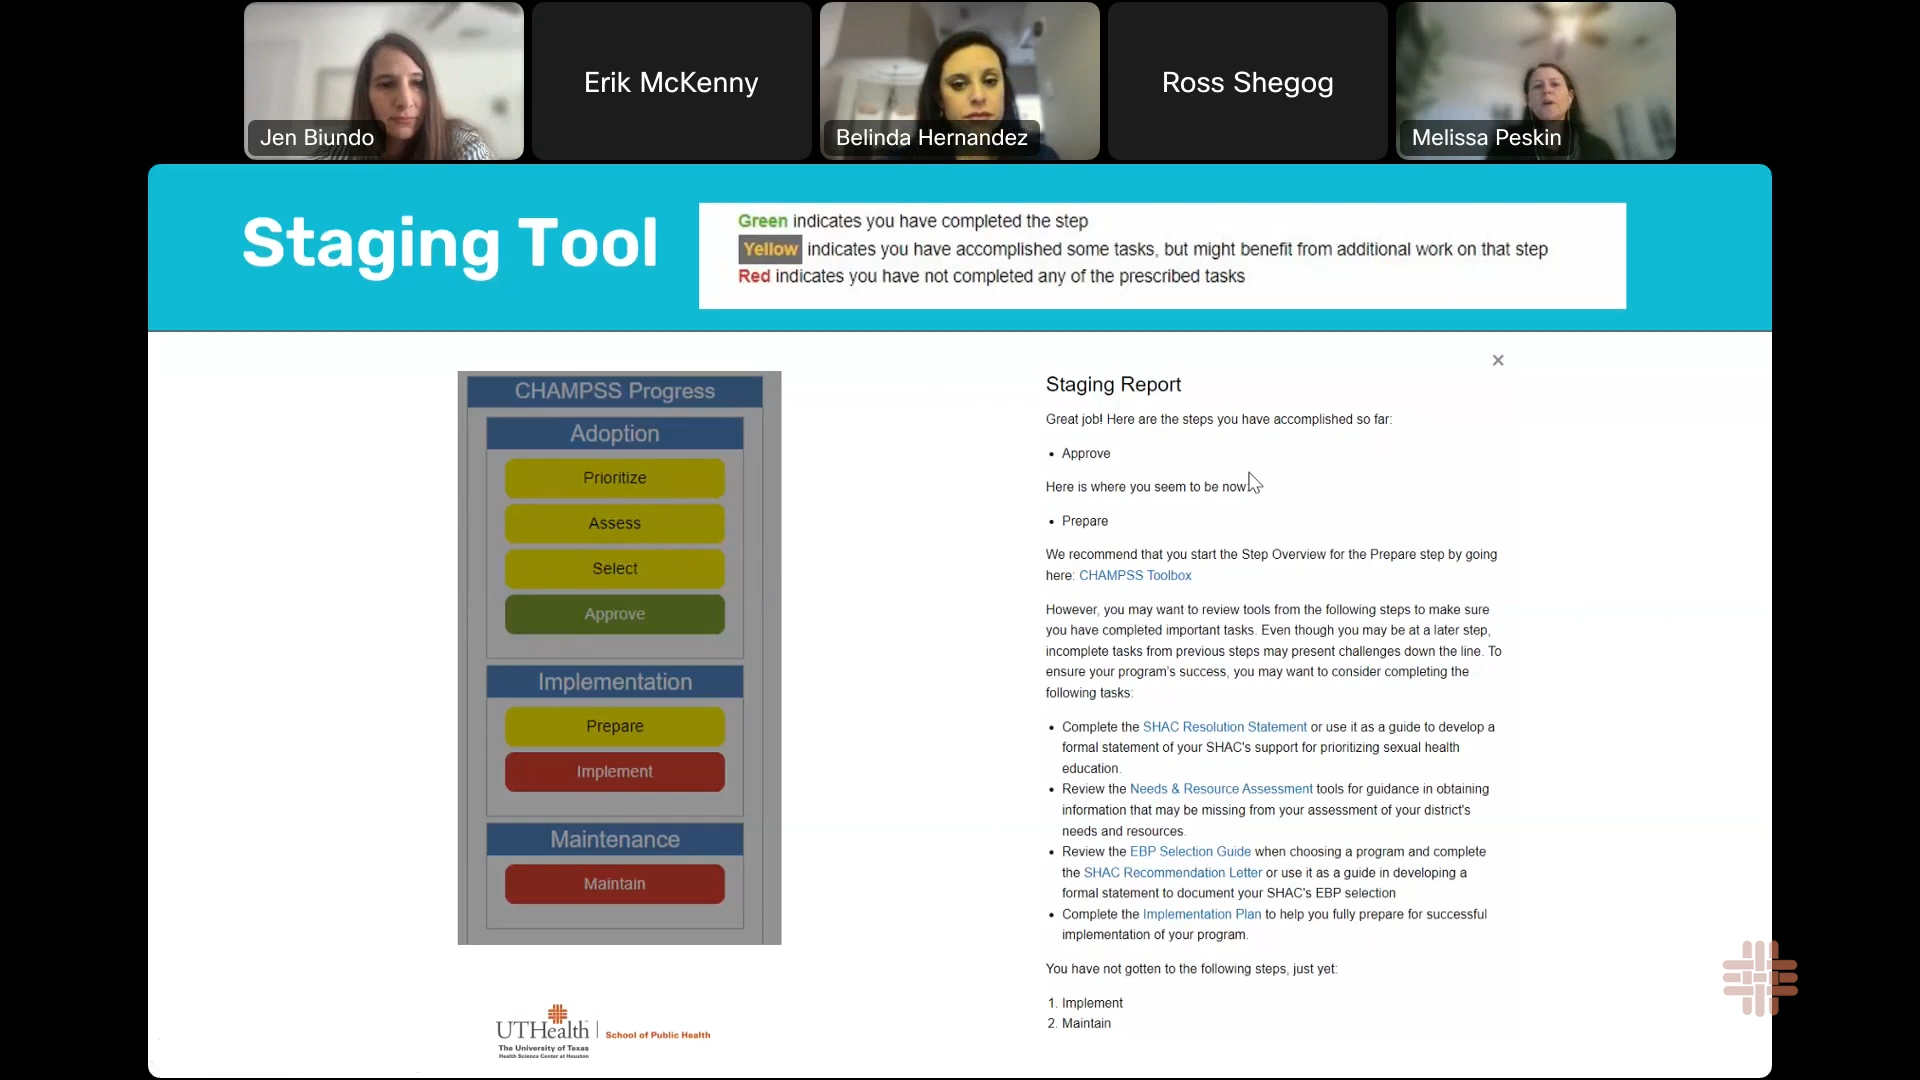 Jen Biundo
Erik McKenny
Belinda Hernandez
Ross Shegog
Melissa Peskin
Staging Tool
Green indicates you have completed the step
Yellow indicates you have accomplished some tasks, but might benefit from additional work on that step
Red indicates you have not completed any of the prescribed tasks
CHAMPSS Progress
Adoption
Prioritize
Assess
Select
Approve
Implementation
Prepare
Implement
Maintenance
Maintain
UTHealth
The University of Texas
Health Science Center at Houston
School of Public Health
×
Staging Report
Great job! Here are the steps you have accomplished so far:
• Approve
Here is where you seem to be now:
• Prepare
We recommend that you start the Step Overview for the Prepare step by going
here: CHAMPSS Toolbox
However, you may want to review tools from the following steps to make sure
you have completed important tasks. Even though you may be at a later step,
incomplete tasks from previous steps may present challenges down the line. To
ensure your program's success, you may want to consider completing the
following tasks:
• Complete the SHAC Resolution Statement or use it as a guide to develop a
formal statement of your SHAC's support for prioritizing sexual health
education.
• Review the Needs & Resource Assessment tools for guidance in obtaining
information that may be missing from your assessment of your district's
needs and resources.
• Review the EBP Selection Guide when choosing a program and complete
the SHAC Recommendation Letter or use it as a guide in developing a
formal statement to document your SHAC's EBP selection
• Complete the Implementation Plan to help you fully prepare for successful
implementation of your program.
You have not gotten to the following steps, just yet:
1. Implement
2. Maintain